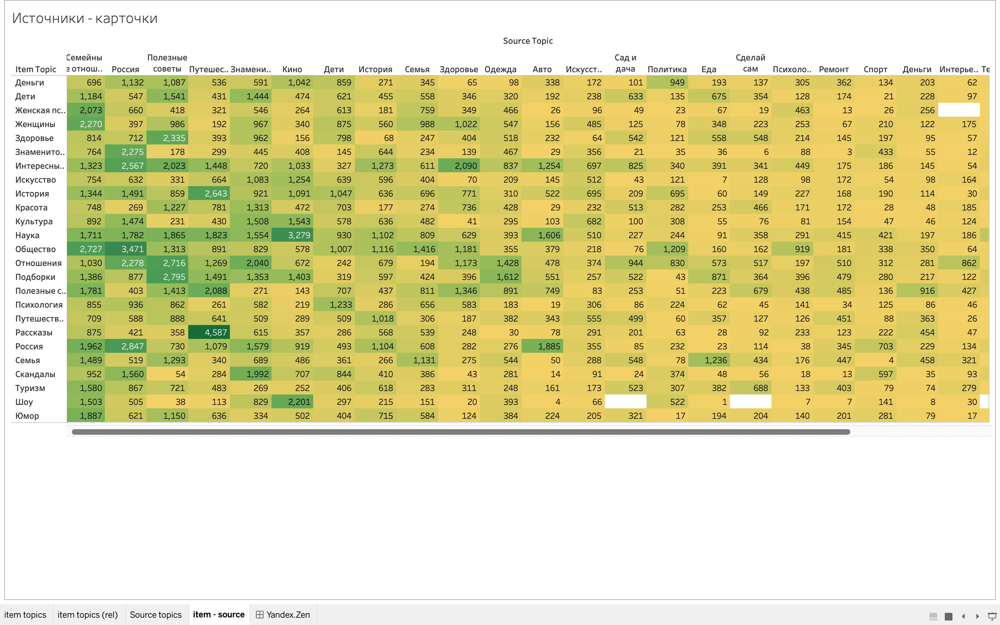 Источники - карточки
Source Topic
Item Topic Семейны е отнош.. Россия Полезные советы Путешес.. Знамени.. Кино Дети История Семья Здоровье Одежда Авто Искусст.. Сад и дача Политика Еда Сделай сам Психоло.. Ремонт Спорт Деньги Интерье.. Те
Деньги 696 1,132 1,087 536 591 1,042 859 271 345 65 98 338 172 101 949 193 137 305 362 134 203 62
Дети 1,184 547 1,541 431 1,444 474 621 455 558 346 320 192 238 633 135 675 354 128 174 21 228 97
Женская пс.. 2,073 660 418 321 546 264 613 181 759 349 466 26 96 49 23 67 19 463 13 26 256
Женщины 2,270 397 986 192 967 340 875 560 988 1,022 547 156 485 125 78 348 223 253 67 210 122 175
Здоровье 814 712 2,335 393 962 156 798 68 247 404 518 232 64 542 121 558 548 214 145 197 95 57
Знаменито.. 764 2,275 178 299 445 408 145 644 234 139 467 29 356 21 35 36 6 88 3 433 55 12
Интересны.. 1,323 2,567 2,023 1,448 720 1,033 327 1,273 611 2,090 837 1,254 697 825 340 391 341 449 175 186 145 54
Искусство 754 632 331 664 1,083 1,254 639 596 404 70 209 145 512 43 121 7 128 98 172 54 98 164
История 1,344 1,491 859 2,643 921 1,091 1,047 636 696 771 310 522 695 209 695 60 149 227 168 190 114 30
Красота 748 269 1,227 781 1,313 472 703 177 274 736 428 29 232 513 282 253 466 171 172 28 48 185
Культура 892 1,474 231 430 1,508 1,543 578 636 482 41 295 103 682 100 308 55 76 81 154 47 46 124
Наука 1,711 1,782 1,865 1,823 1,554 3,279 930 1,102 809 629 393 1,606 510 227 244 91 358 291 415 421 197 186
Общество 2,727 3,471 1,313 891 829 578 1,007 1,116 1,416 1,181 355 379 218 76 1,209 160 162 919 181 338 350 64
Отношения 1,030 2,278 2,716 1,269 2,040 672 242 679 194 1,173 1,428 478 374 944 830 573 517 197 510 312 281 862
Подборки 1,386 877 2,795 1,491 1,353 1,403 319 597 424 396 1,612 551 257 522 43 871 364 396 479 280 217 122
Полезные с.. 1,781 403 1,413 2,088 271 143 707 437 811 1,346 891 749 83 253 51 223 679 438 485 136 916 427
Психология 855 936 862 261 582 219 1,233 286 656 583 183 19 306 86 224 62 45 141 34 125 86 46
Путешеств.. 709 588 888 641 509 289 509 1,018 306 187 382 343 555 499 60 357 127 126 451 88 363 26
Рассказы 875 421 358 4,587 615 357 286 568 539 248 30 78 291 201 63 28 92 233 123 222 454 47
Россия 1,962 2,847 730 1,079 1,579 919 493 1,104 608 282 276 1,885 355 85 232 23 114 38 345 703 229 134
Семья 1,489 519 1,293 340 689 486 361 266 1,131 275 544 50 288 548 78 1,236 434 176 447 4 458 321
Скандалы 952 1,560 54 284 1,992 707 844 410 386 43 281 14 91 24 374 48 56 18 13 597 35 93
Туризм 1,580 867 721 483 269 252 406 618 283 311 248 161 173 523 307 382 688 133 403 79 74 279
Шоу 1,503 505 38 113 829 2,201 297 215 151 20 393 4 66 522 1 7 7 141 8 30
Юмор 1,887 621 1,150 636 334 502 404 715 584 124 384 224 205 321 17 194 204 140 201 281 79 17
item topics item topics (rel) Source topics item - source Yandex.Zen